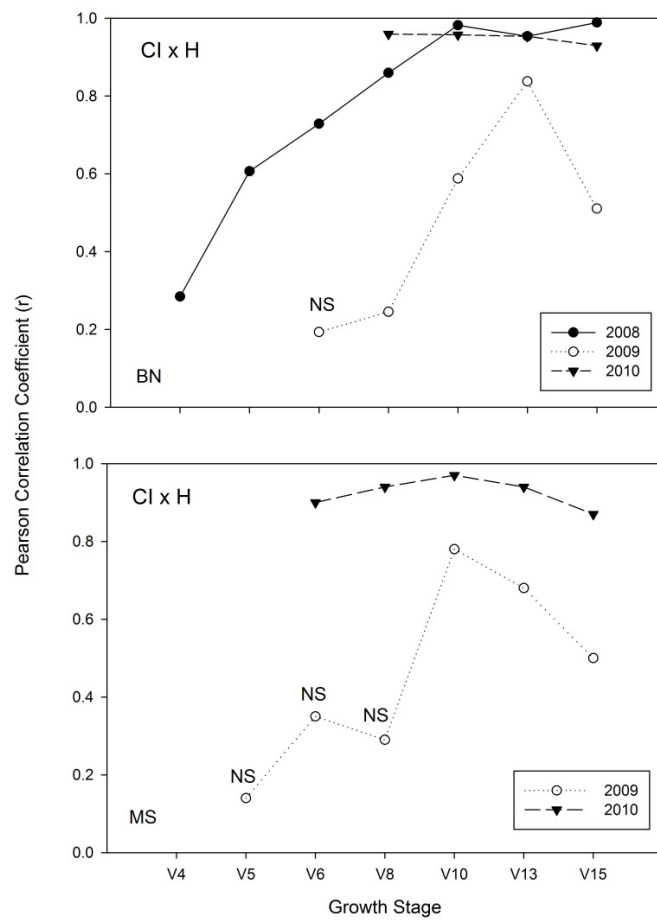 1.0
CI x H
0.8
0.6
0.4
NS
0.2
BN
0.0
2008
2009
2010
Pearson Correlation Coefficient (r)
1.0
CI x H
0.8
0.6
0.4
NS
NS
NS
0.2
MS
0.0
2009
2010
V4 V5 V6 V8 V10 V13 V15
Growth Stage